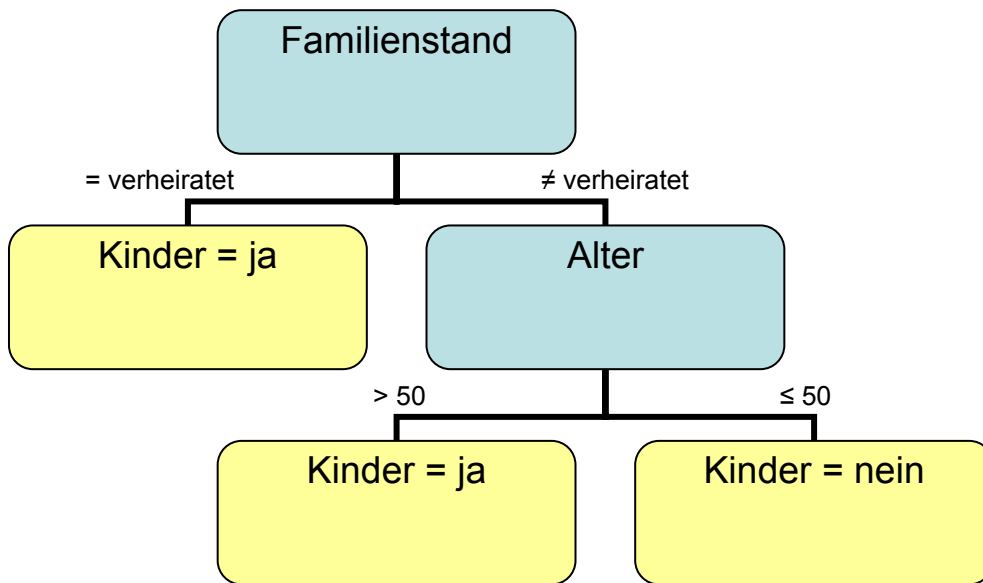 Familienstand
= verheiratet
≠ verheiratet
Kinder = ja
Alter
> 50
≤ 50
Kinder = ja
Kinder = nein